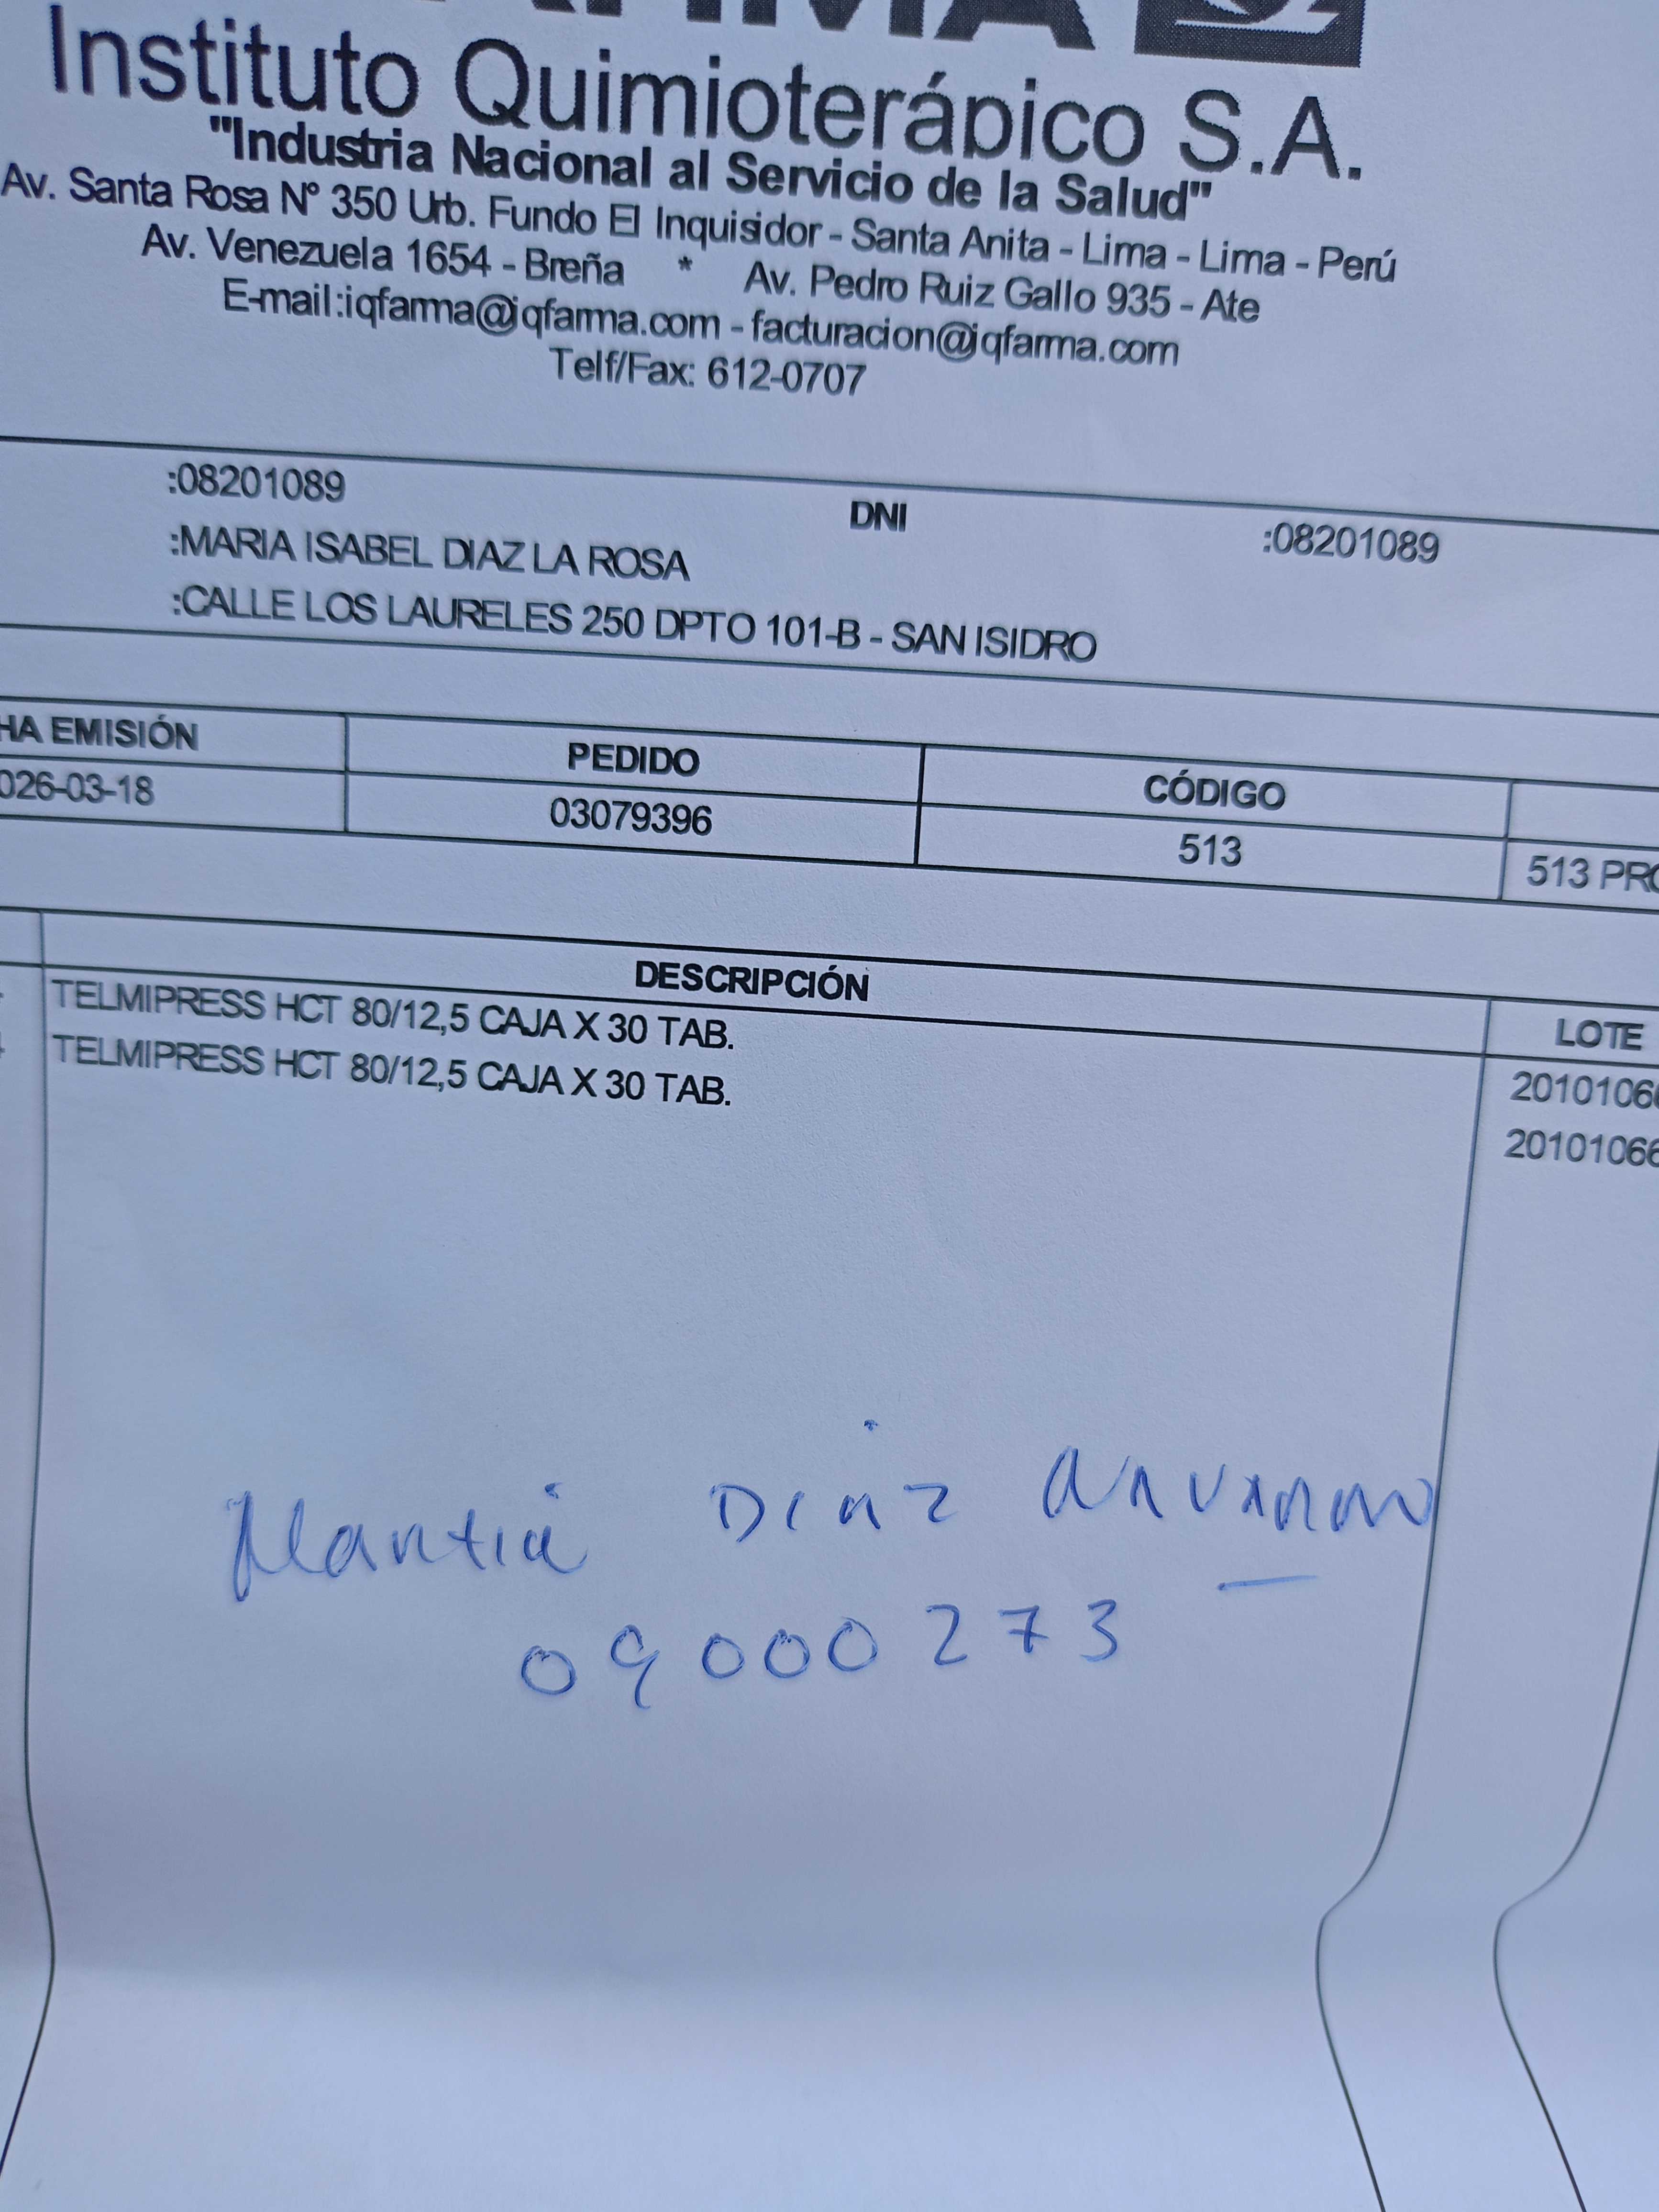 Instituto Quimioterápico S.A.
"Industria Nacional al Servicio de la Salud"
Av. Santa Rosa N° 350 Urb. Fundo El Inquisidor - Santa Anita - Lima - Lima - Perú
Av. Venezuela 1654 - Breña * Av. Pedro Ruiz Gallo 935 - Ate
E-mail:iqfarma@iqfarma.com - facturacion@iqfarma.com
Telf/Fax: 612-0707
:08201089 DNI :08201089
:MARIA ISABEL DIAZ LA ROSA
:CALLE LOS LAURELES 250 DPTO 101-B - SAN ISIDRO
HA EMISIÓN PEDIDO CÓDIGO
026-03-18 03079396 513 513 PRO
DESCRIPCIÓN LOTE
TELMIPRESS HCT 80/12,5 CAJA X 30 TAB. 2010106
TELMIPRESS HCT 80/12,5 CAJA X 30 TAB. 20101066
Diaz
09000273